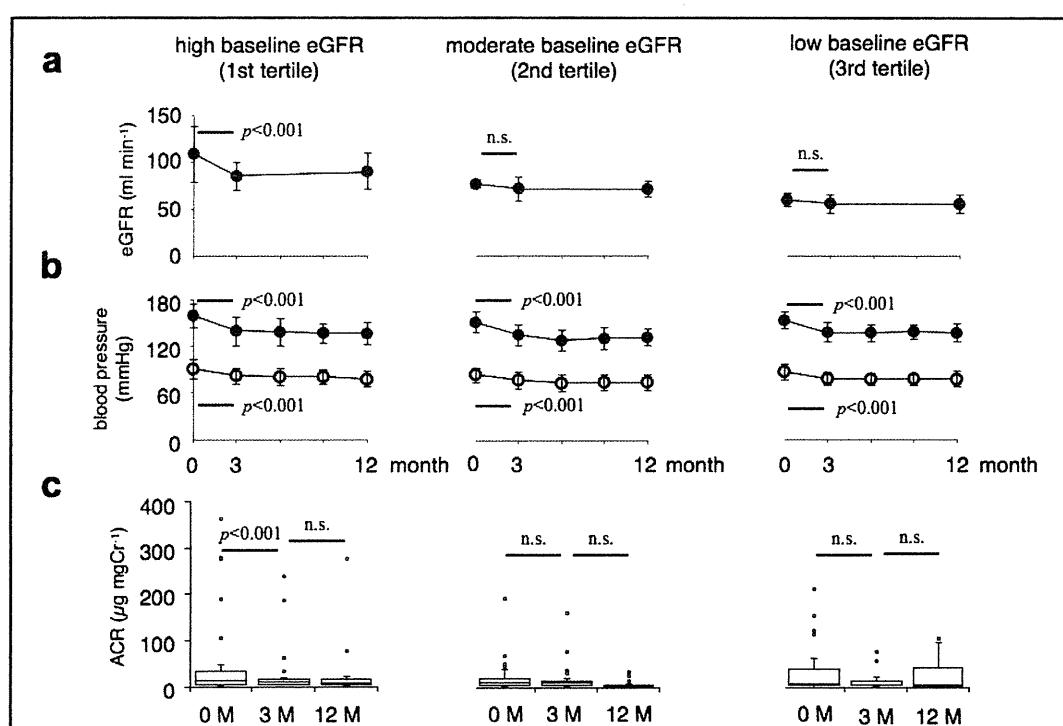 high baseline eGFR
(1st tertile)
moderate baseline eGFR
(2nd tertile)
low baseline eGFR
(3rd tertile)
a
eGFR (ml min⁻¹)
150
100
50
0
p<0.001
n.s.
n.s.
b
blood pressure
(mmHg)
180
120
60
0
p<0.001
p<0.001
p<0.001
p<0.001
p<0.001
p<0.001
0 3 12 month
0 3 12 month
0 3 12 month
c
ACR (µg mgCr⁻¹)
400
300
200
100
0
p<0.001
n.s.
n.s.
n.s.
n.s.
n.s.
0 M 3 M 12 M
0 M 3 M 12 M
0 M 3 M 12 M